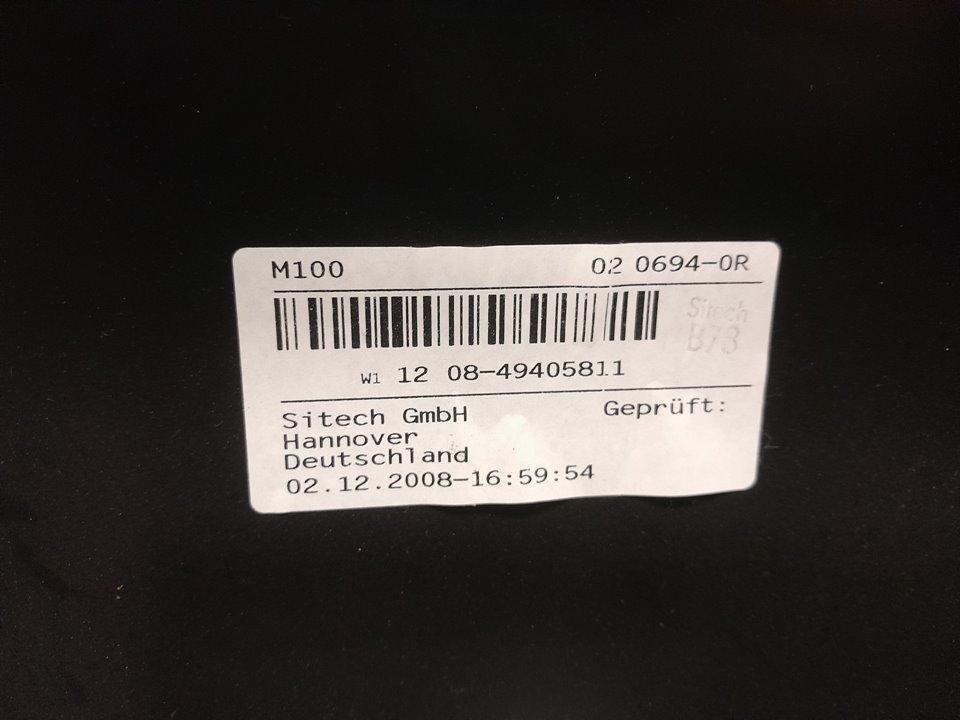 M100 02 0694-0R
Sitech
B78
W1 12 08-49405811
Sitech GmbH Geprüft:
Hannover
Deutschland
02.12.2008-16:59:54